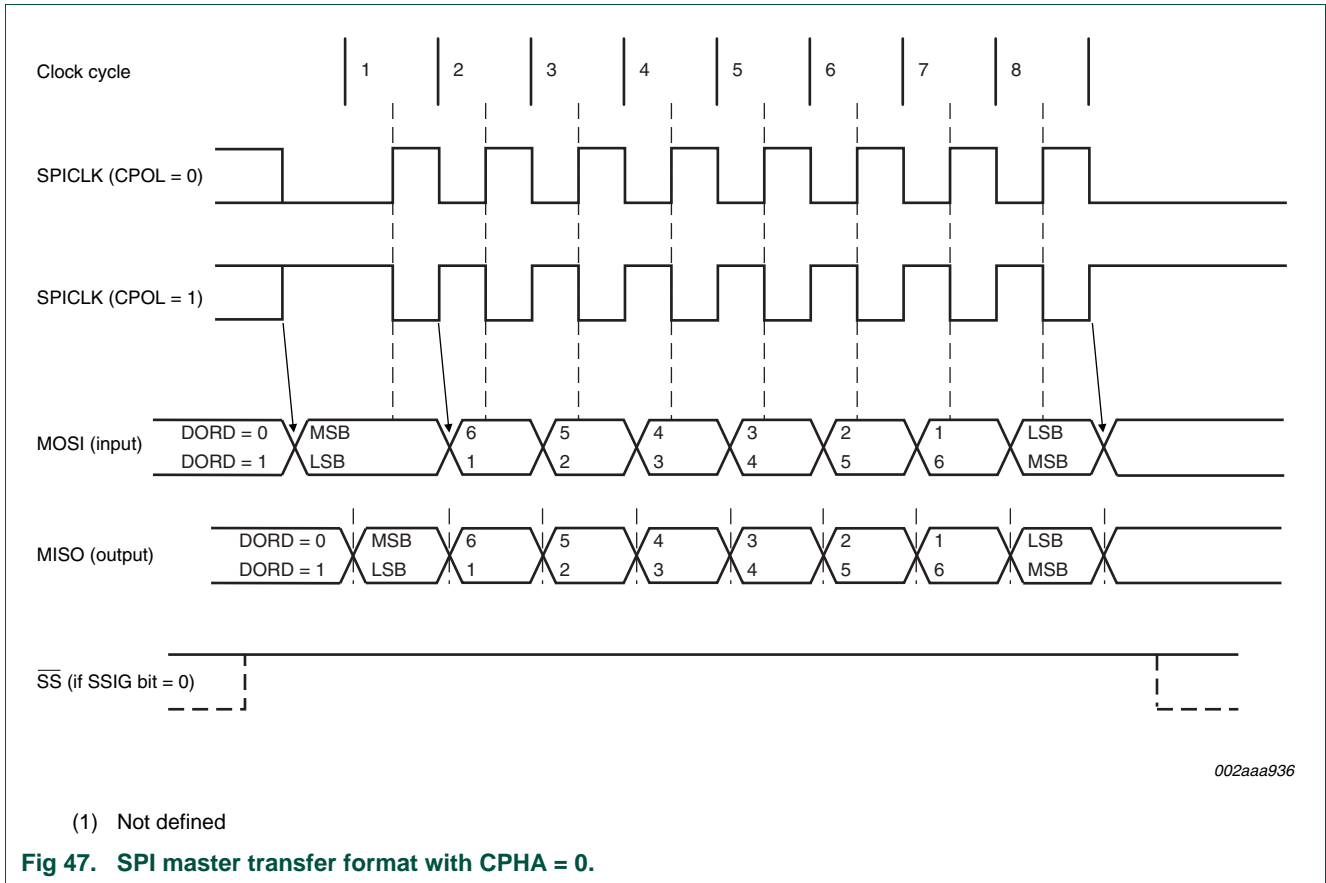 Clock cycle 1 2 3 4 5 6 7 8
SPICLK (CPOL = 0)
SPICLK (CPOL = 1)
MOSI (input) DORD = 0 MSB 6 5 4 3 2 1 LSB
DORD = 1 LSB 1 2 3 4 5 6 MSB
MISO (output) DORD = 0 MSB 6 5 4 3 2 1 LSB
DORD = 1 LSB 1 2 3 4 5 6 MSB
S̅S̅ (if SSIG bit = 0)
002aaa936
(1) Not defined
Fig 47. SPI master transfer format with CPHA = 0.